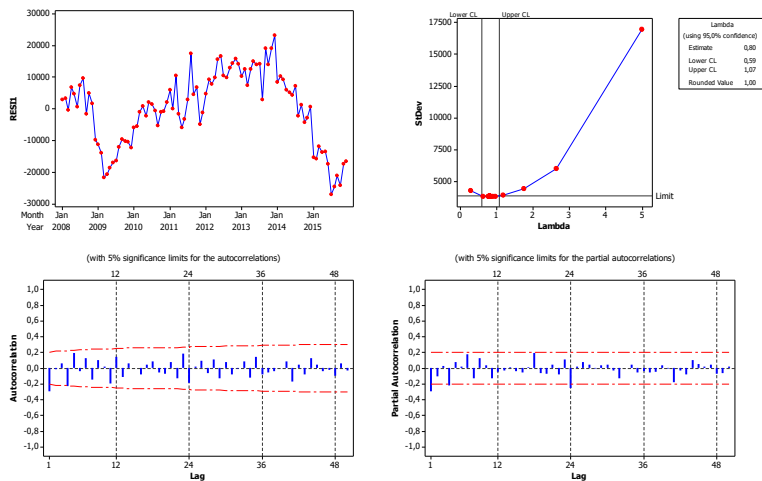 30000
20000
10000
0
-10000
-20000
-30000
RESI1
Month Jan Jan Jan Jan Jan Jan Jan Jan
Year 2008 2009 2010 2011 2012 2013 2014 2015
Lower CL Upper CL
17500
15000
12500
10000
7500
5000
StDev
Limit
0 1 2 3 4 5
Lambda
Lambda
(using 95,0% confidence)
Estimate 0,80
Lower CL 0,59
Upper CL 1,07
Rounded Value 1,00
(with 5% significance limits for the autocorrelations)
12 24 36 48
1,0
0,8
0,6
0,4
0,2
0,0
-0,2
-0,4
-0,6
-0,8
-1,0
Autocorrelation
1 12 24 36 48
Lag
(with 5% significance limits for the partial autocorrelations)
12 24 36 48
1,0
0,8
0,6
0,4
0,2
0,0
-0,2
-0,4
-0,6
-0,8
-1,0
Partial Autocorrelation
1 12 24 36 48
Lag